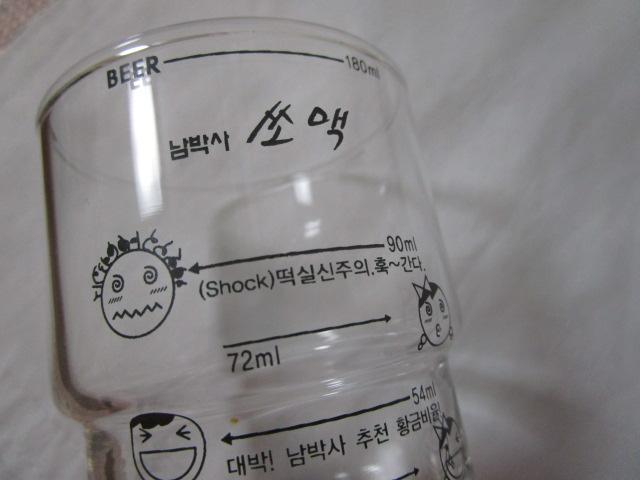 BEER 180ml
남박사 쏘맥
90ml
(Shock)떡실신주의.훅~간다.
72ml
54ml
대박! 남박사 추천 황금비율